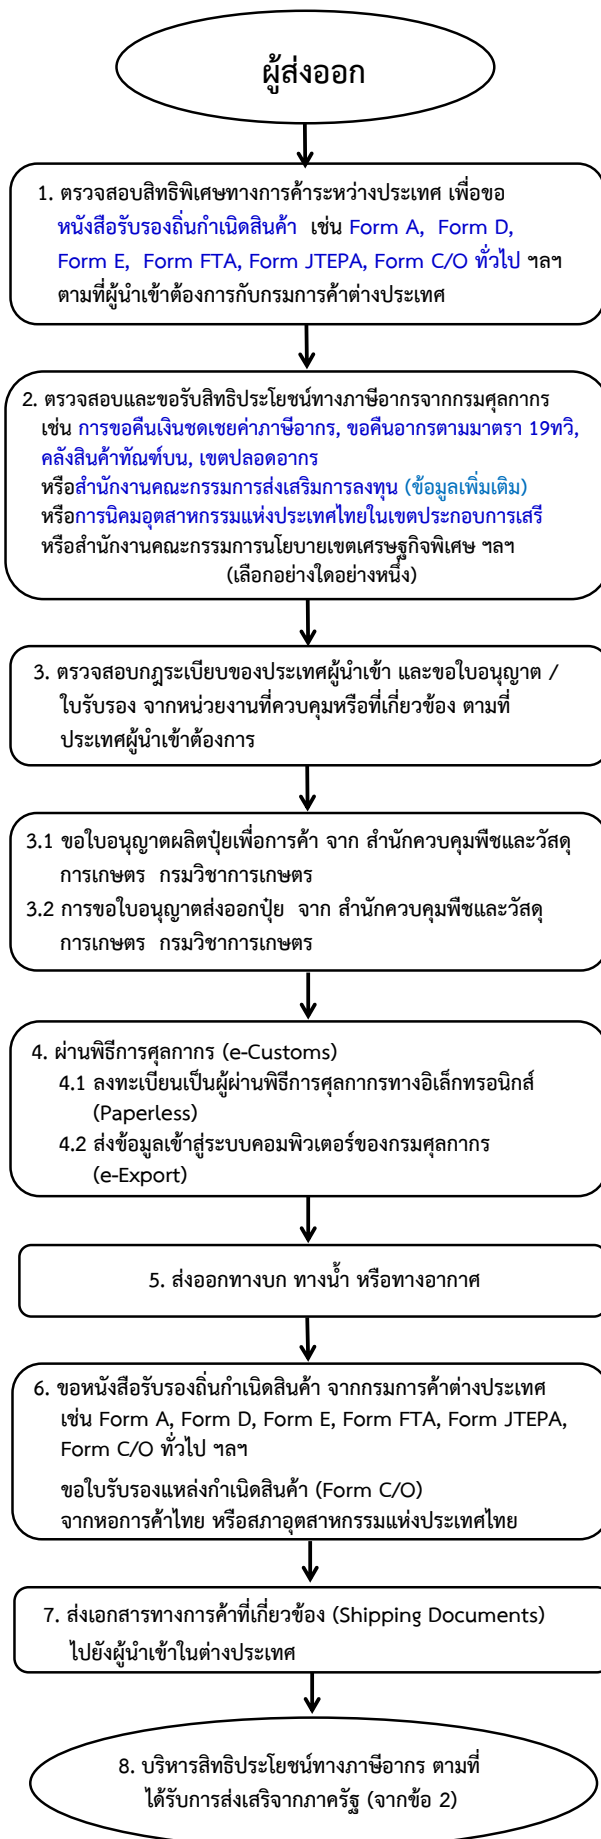 ผู้ส่งออก
1. ตรวจสอบสิทธิพิเศษทางการค้าระหว่างประเทศ เพื่อขอ
หนังสือรับรองถิ่นกำเนิดสินค้า เช่น Form A, Form D,
Form E, Form FTA, Form JTEPA, Form C/O ทั่วไป ฯลฯ
ตามที่ผู้นำเข้าต้องการกับกรมการค้าต่างประเทศ
2. ตรวจสอบและขอรับสิทธิประโยชน์ทางภาษีอากรจากกรมศุลกากร
เช่น การขอคืนเงินชดเชยค่าภาษีอากร, ขอคืนอากรตามมาตรา 19ทวิ,
คลังสินค้าทัณฑ์บน, เขตปลอดอากร
หรือสำนักงานคณะกรรมการส่งเสริมการลงทุน (ข้อมูลเพิ่มเติม)
หรือการนิคมอุตสาหกรรมแห่งประเทศไทยในเขตประกอบการเสรี
หรือสำนักงานคณะกรรมการนโยบายเขตเศรษฐกิจพิเศษ ฯลฯ
(เลือกอย่างใดอย่างหนึ่ง)
3. ตรวจสอบกฎระเบียบของประเทศผู้นำเข้า และขอใบอนุญาต /
ใบรับรอง จากหน่วยงานที่ควบคุมหรือที่เกี่ยวข้อง ตามที่
ประเทศผู้นำเข้าต้องการ
3.1 ขอใบอนุญาตผลิตปุ๋ยเพื่อการค้า จาก สำนักควบคุมพืชและวัสดุ
การเกษตร กรมวิชาการเกษตร
3.2 การขอใบอนุญาตส่งออกปุ๋ย จาก สำนักควบคุมพืชและวัสดุ
การเกษตร กรมวิชาการเกษตร
4. ผ่านพิธีการศุลกากร (e-Customs)
4.1 ลงทะเบียนเป็นผู้ผ่านพิธีการศุลกากรทางอิเล็กทรอนิกส์
(Paperless)
4.2 ส่งข้อมูลเข้าสู่ระบบคอมพิวเตอร์ของกรมศุลกากร
(e-Export)
5. ส่งออกทางบก ทางน้ำ หรือทางอากาศ
6. ขอหนังสือรับรองถิ่นกำเนิดสินค้า จากกรมการค้าต่างประเทศ
เช่น Form A, Form D, Form E, Form FTA, Form JTEPA,
Form C/O ทั่วไป ฯลฯ
ขอใบรับรองแหล่งกำเนิดสินค้า (Form C/O)
จากหอการค้าไทย หรือสภาอุตสาหกรรมแห่งประเทศไทย
7. ส่งเอกสารทางการค้าที่เกี่ยวข้อง (Shipping Documents)
ไปยังผู้นำเข้าในต่างประเทศ
8. บริหารสิทธิประโยชน์ทางภาษีอากร ตามที่
ได้รับการส่งเสริจากภาครัฐ (จากข้อ 2)